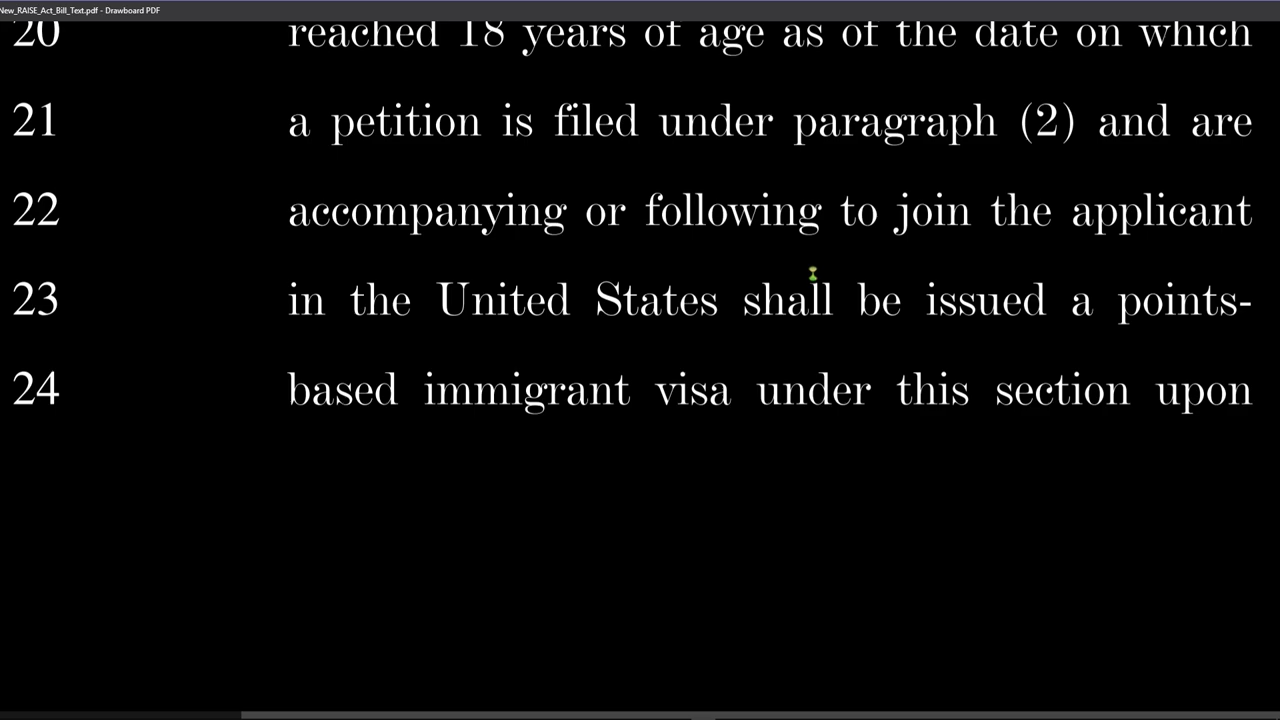 New_RAISE_Act_Bill_Text.pdf - Drawboard PDF
20 reached 18 years of age as of the date on which
21 a petition is filed under paragraph (2) and are
22 accompanying or following to join the applicant
23 in the United States shall be issued a points-
24 based immigrant visa under this section upon